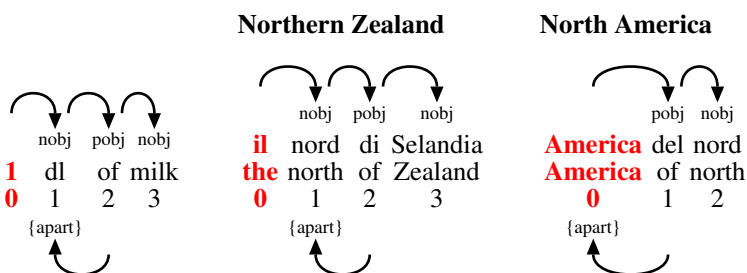 Northern Zealand North America
nobj pobj nobj
1 dl of milk
0 1 2 3
{apart}
nobj pobj nobj
il nord di Selandia
the north of Zealand
0 1 2 3
{apart}
pobj nobj
America del nord
America of north
0 1 2
{apart}